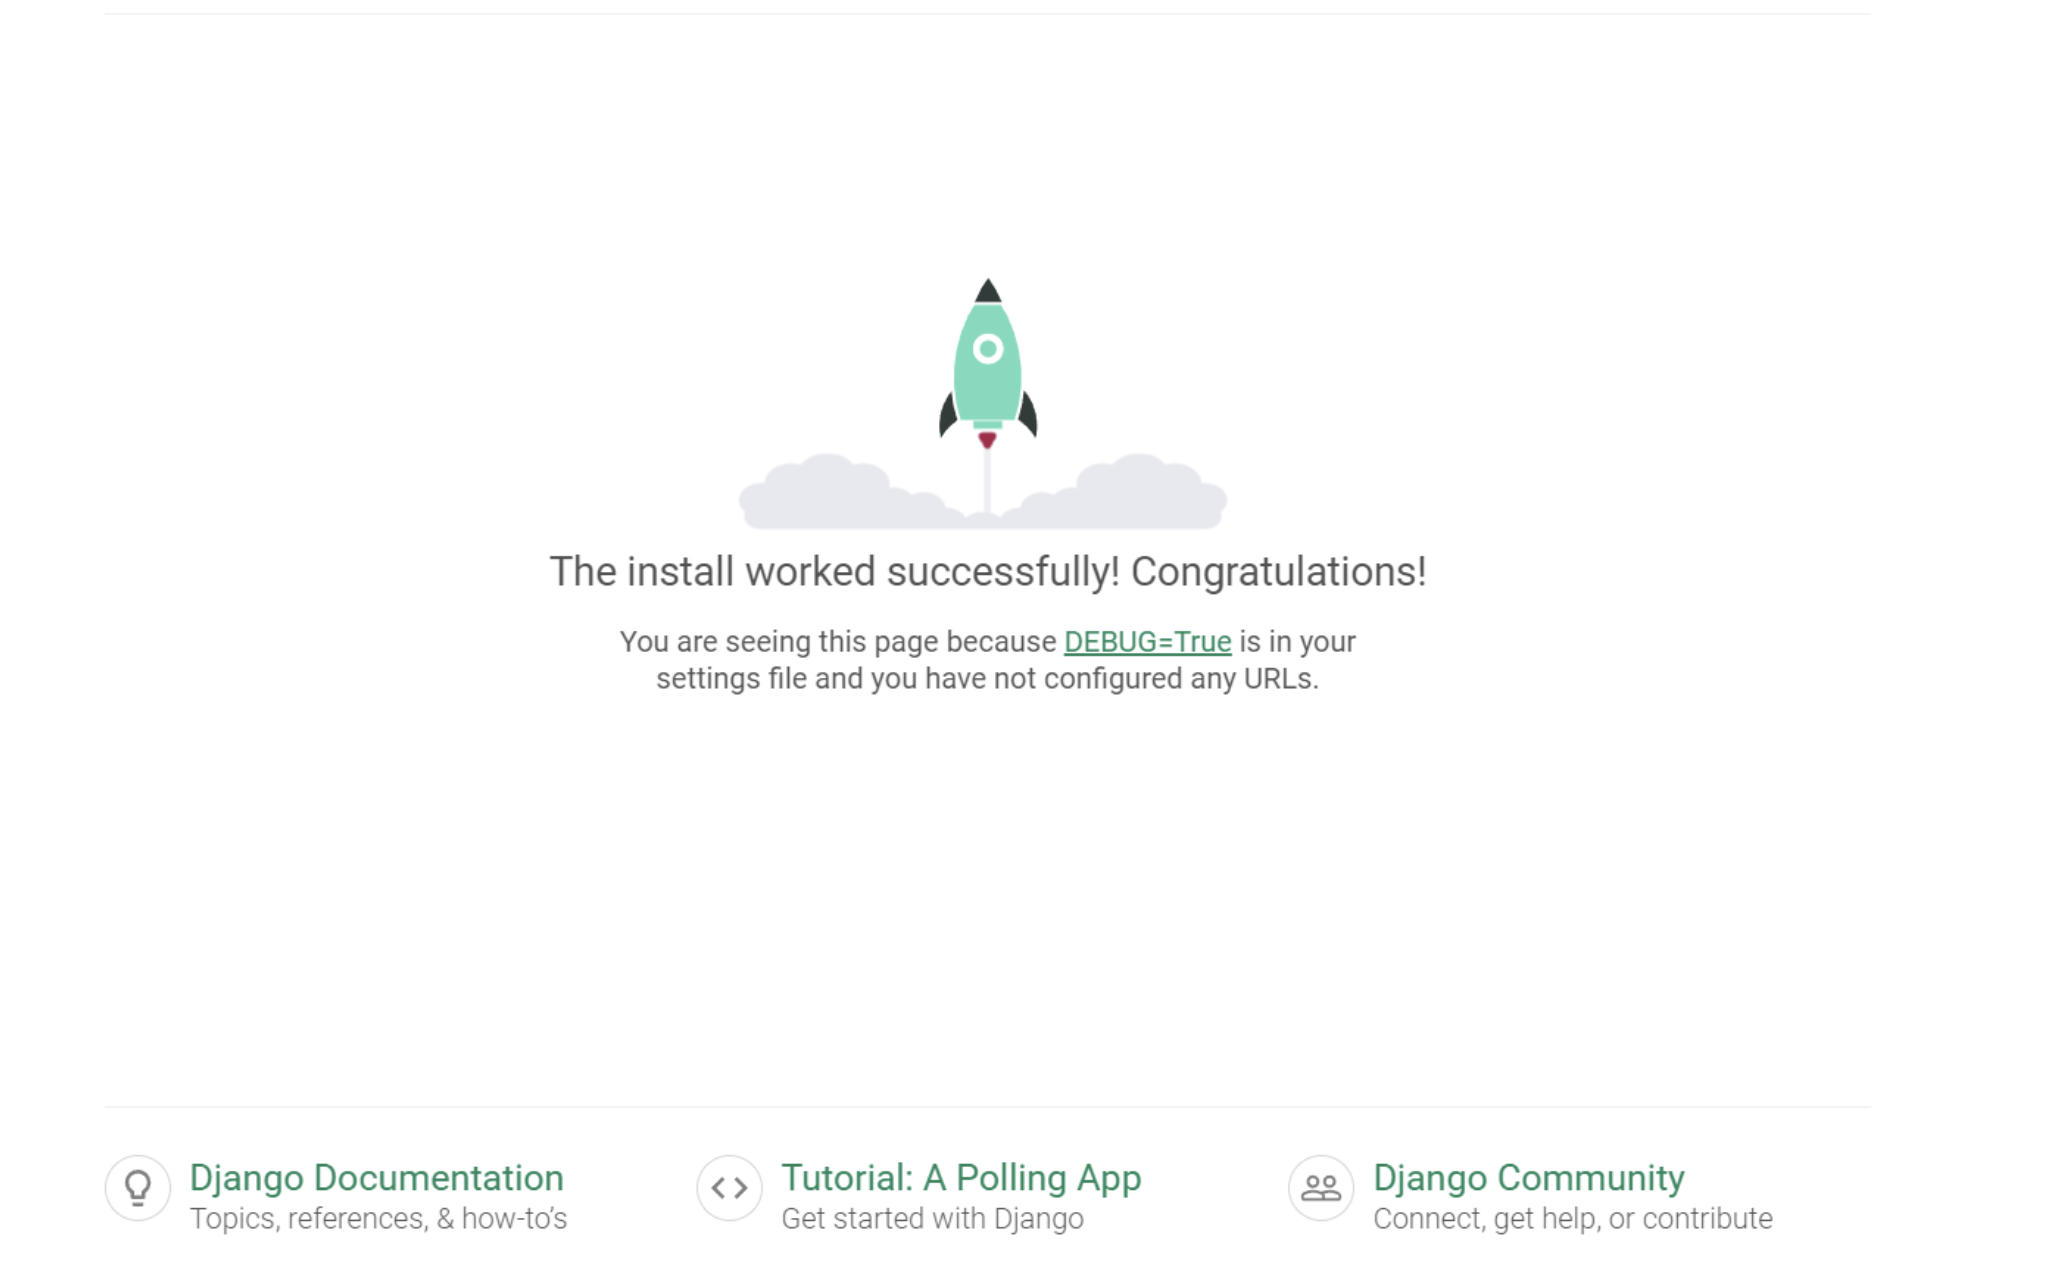 The install worked successfully! Congratulations!
You are seeing this page because DEBUG=True is in your
settings file and you have not configured any URLs.
Django Documentation
Topics, references, & how-to’s
Tutorial: A Polling App
Get started with Django
Django Community
Connect, get help, or contribute